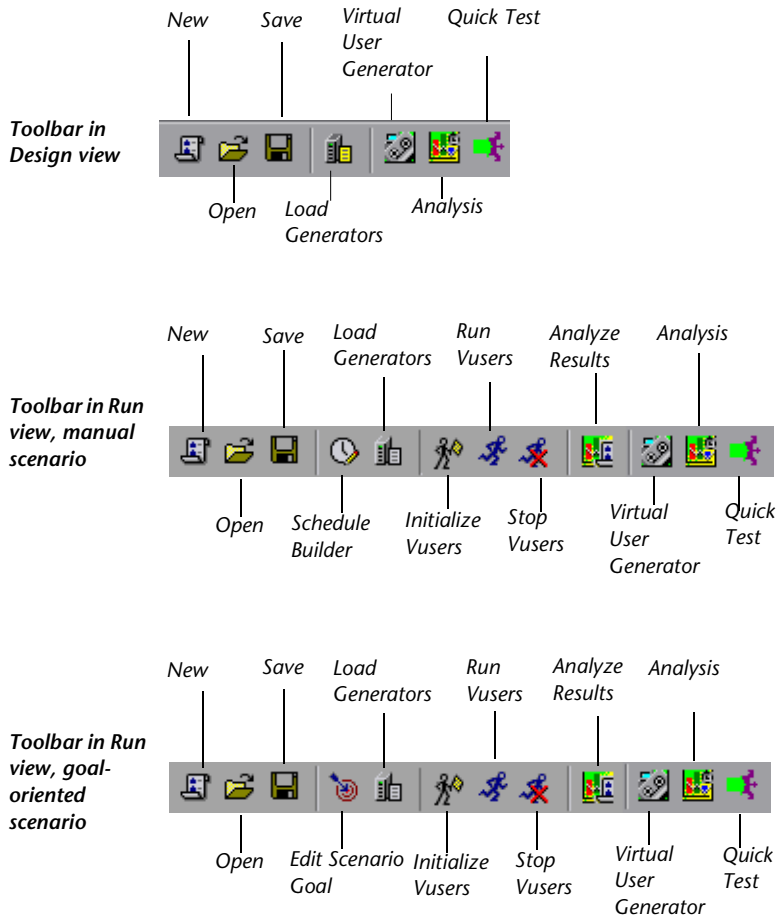 New
Save
Virtual
User
Generator
Quick Test
Toolbar in
Design view
Open
Load
Generators
Analysis
New
Save
Load
Generators
Run
Vusers
Analyze
Results
Analysis
Toolbar in Run
view, manual
scenario
Open
Schedule
Builder
Initialize
Vusers
Stop
Vusers
Virtual
User
Generator
Quick
Test
New
Save
Load
Generators
Run
Vusers
Analyze
Results
Analysis
Toolbar in Run
view, goal-
oriented
scenario
Open
Edit Scenario
Goal
Initialize
Vusers
Stop
Vusers
Virtual
User
Generator
Quick
Test